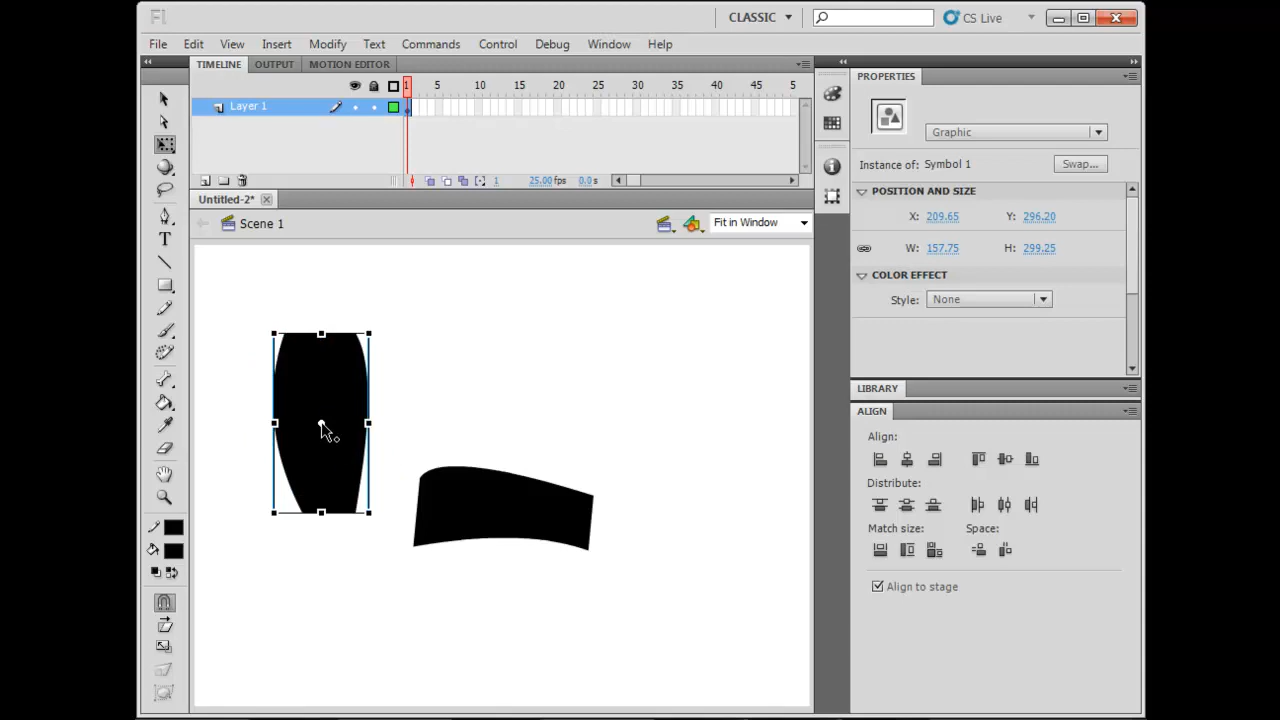 Fl
CLASSIC
CS Live
File Edit View Insert Modify Text Commands Control Debug Window Help
TIMELINE OUTPUT MOTION EDITOR
1 5 10 15 20 25 30 35 40 45 5
Layer 1
1 25.00 fps 0.0 s
Untitled-2*
Scene 1
Fit in Window
T
PROPERTIES
Graphic
Instance of: Symbol 1 Swap...
POSITION AND SIZE
X: 209.65 Y: 296.20
W: 157.75 H: 299.25
COLOR EFFECT
Style: None
LIBRARY
ALIGN
Align:
Distribute:
Match size: Space:
Align to stage